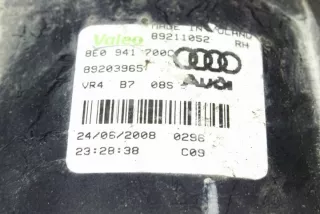 Valeo MADE IN POLAND
89211052 RH
8E0 941 700C
89203965
VR4 B7 08S
Audi
24/06/2008 0296
23:28:38 C09